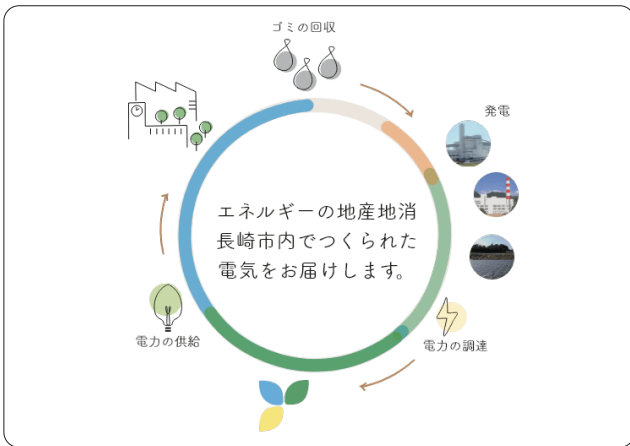 ゴミの回収
発電
エネルギーの地産地消
長崎市内でつくられた
電気をお届けします。
電力の供給
電力の調達